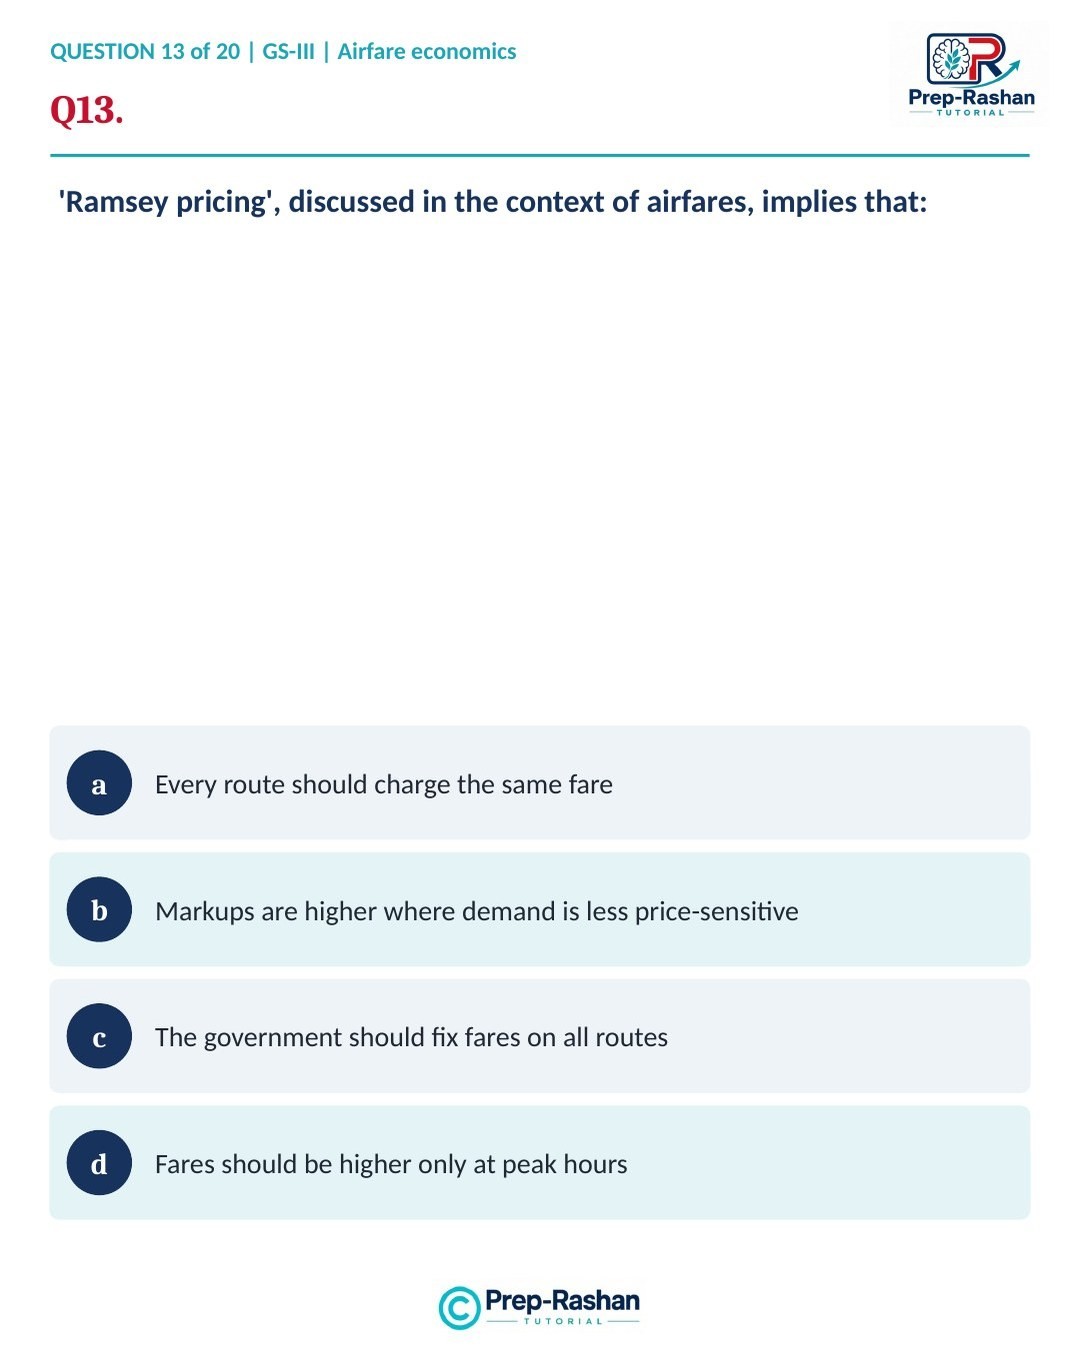 QUESTION 13 of 20 | GS-III | Airfare economics
Prep-Rashan
TUTORIAL
Q13.
'Ramsey pricing', discussed in the context of airfares, implies that:
a Every route should charge the same fare
b Markups are higher where demand is less price-sensitive
c The government should fix fares on all routes
d Fares should be higher only at peak hours
© Prep-Rashan
TUTORIAL